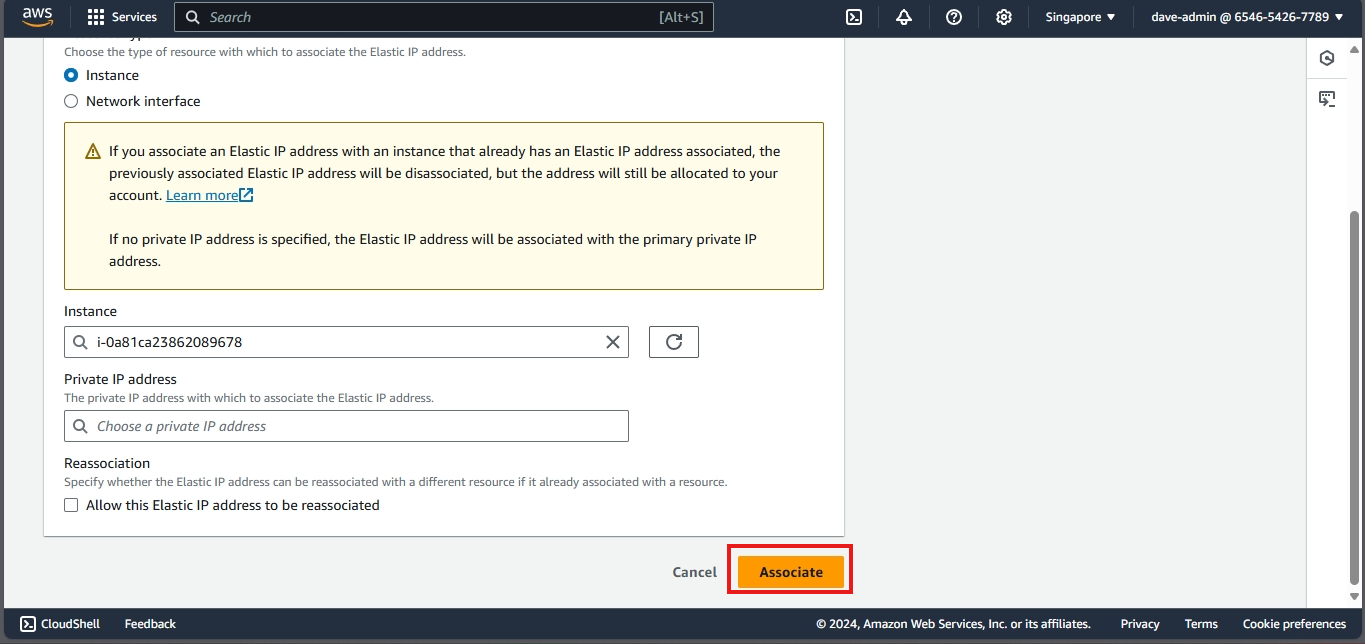 aws
Services
Search
[Alt+S]
Singapore
dave-admin @ 6546-5426-7789
Choose the type of resource with which to associate the Elastic IP address.
Instance
Network interface
If you associate an Elastic IP address with an instance that already has an Elastic IP address associated, the
previously associated Elastic IP address will be disassociated, but the address will still be allocated to your
account. Learn more
If no private IP address is specified, the Elastic IP address will be associated with the primary private IP
address.
Instance
i-0a81ca23862089678
Private IP address
The private IP address with which to associate the Elastic IP address.
Choose a private IP address
Reassociation
Specify whether the Elastic IP address can be reassociated with a different resource if it already associated with a resource.
Allow this Elastic IP address to be reassociated
Cancel
Associate
CloudShell
Feedback
© 2024, Amazon Web Services, Inc. or its affiliates.
Privacy
Terms
Cookie preferences